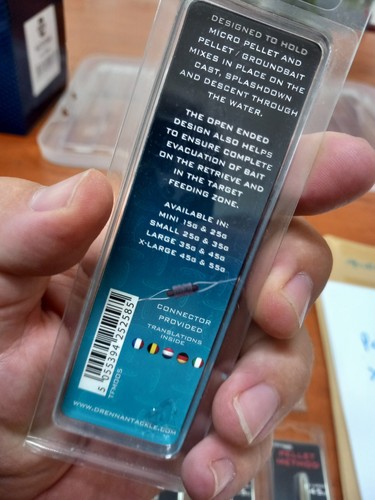 DESIGNED TO HOLD
MICRO PELLET AND
PELLET / GROUNDBAIT
MIXES IN PLACE ON THE
CAST, SPLASHDOWN
AND DESCENT THROUGH
THE WATER.
THE OPEN ENDED
DESIGN ALSO HELPS
TO ENSURE COMPLETE
EVACUATION OF BAIT
ON THE RETRIEVE AND
IN THE TARGET
FEEDING ZONE.
AVAILABLE IN:
MINI 15G & 25G
SMALL 25G & 35G
LARGE 35G & 45G
X-LARGE 45G & 55G
CONNECTOR
PROVIDED
TRANSLATIONS
INSIDE
5 055394 252585
TFMD05
WWW.DRENNANTACKLE.COM
PELLET
METHOD